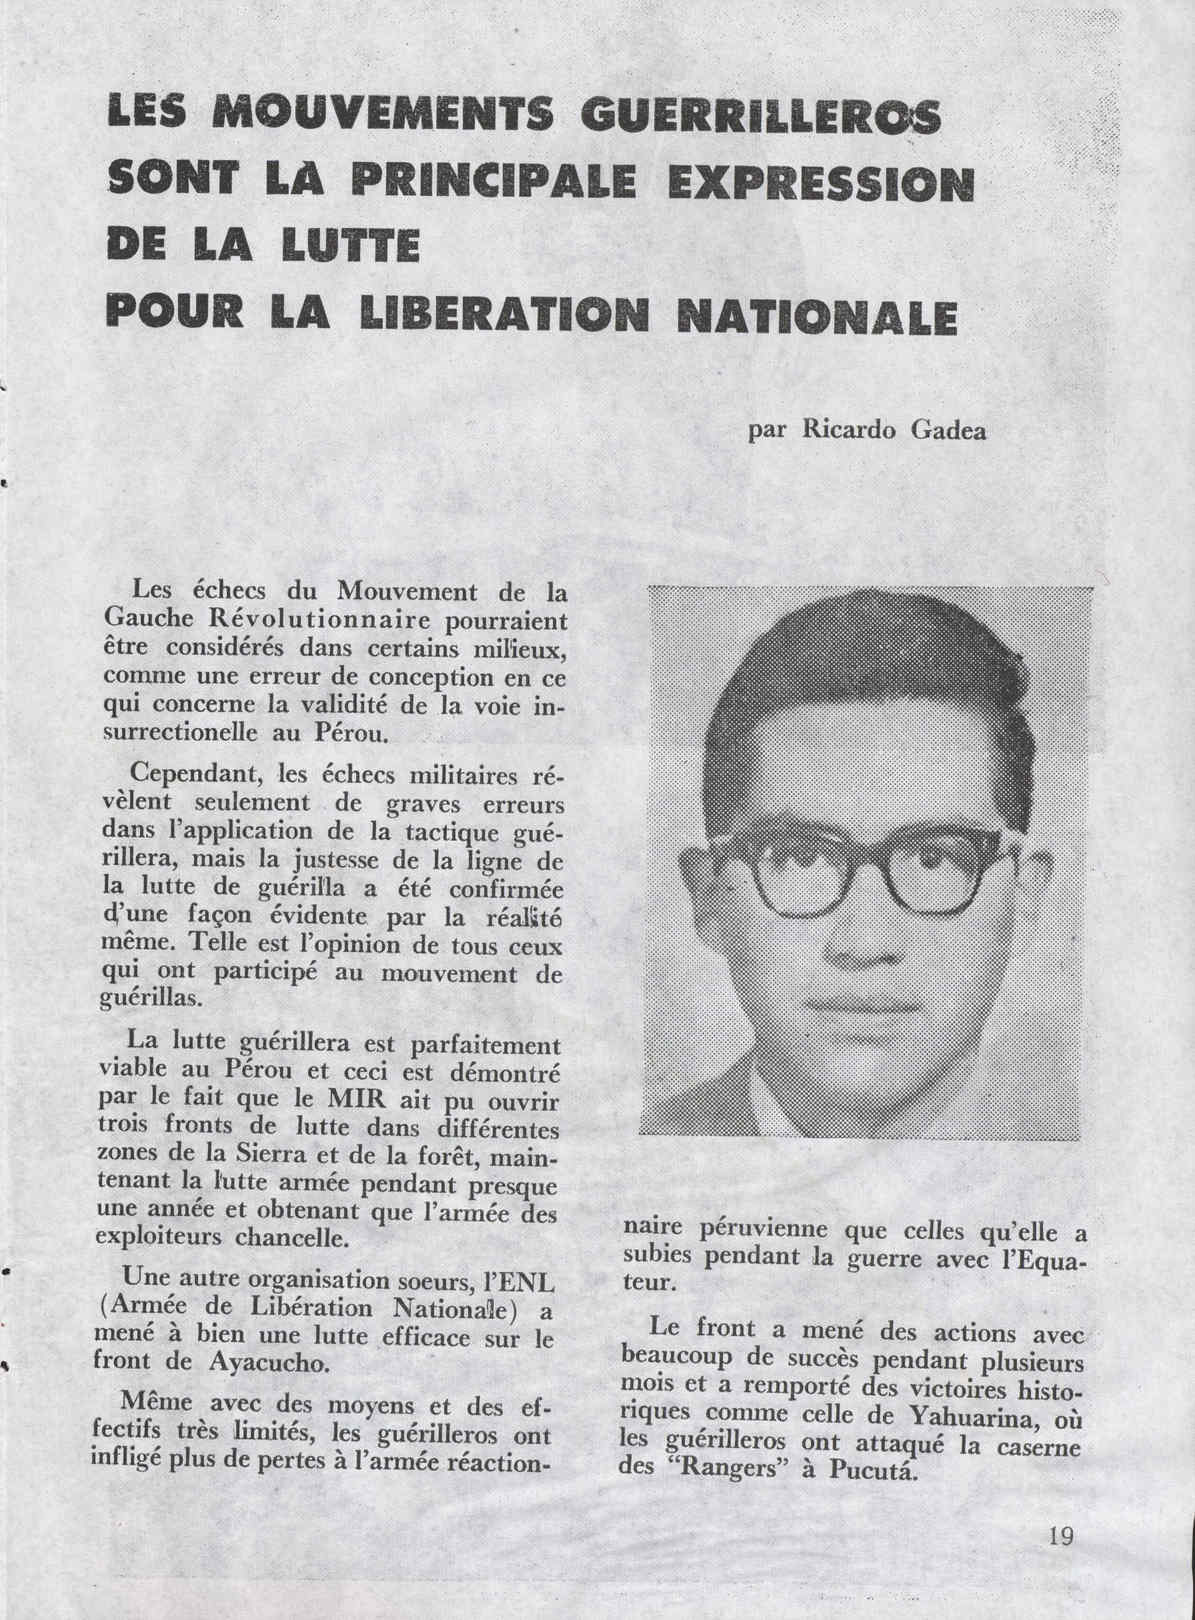 LES MOUVEMENTS GUERRILLEROS
SONT LA PRINCIPALE EXPRESSION
DE LA LUTTE
POUR LA LIBERATION NATIONALE
par Ricardo Gadea
Les échecs du Mouvement de la
Gauche Révolutionnaire pourraient
être considérés dans certains milieux,
comme une erreur de conception en ce
qui concerne la validité de la voie in-
surrectionelle au Pérou.
Cependant, les échecs militaires ré-
vèlent seulement de graves erreurs
dans l'application de la tactique gué-
rillera, mais la justesse de la ligne de
la lutte de guérilla a été confirmée
d'une façon évidente par la réalité
même. Telle est l'opinion de tous ceux
qui ont participé au mouvement de
guérillas.
La lutte guérillera est parfaitement
viable au Pérou et ceci est démontré
par le fait que le MIR ait pu ouvrir
trois fronts de lutte dans différentes
zones de la Sierra et de la forêt, main-
tenant la lutte armée pendant presque
une année et obtenant que l'armée des
exploiteurs chancelle.
Une autre organisation soeurs, l'ENL
(Armée de Libération Nationale) a
mené à bien une lutte efficace sur le
front de Ayacucho.
Même avec des moyens et des ef-
fectifs très limités, les guérilleros ont
infligé plus de pertes à l'armée réaction-
naire péruvienne que celles qu'elle a
subies pendant la guerre avec l'Equa-
teur.
Le front a mené des actions avec
beaucoup de succès pendant plusieurs
mois et a remporté des victoires histo-
riques comme celle de Yahuarina, où
les guérilleros ont attaqué la caserne
des "Rangers" à Pucutá.
19